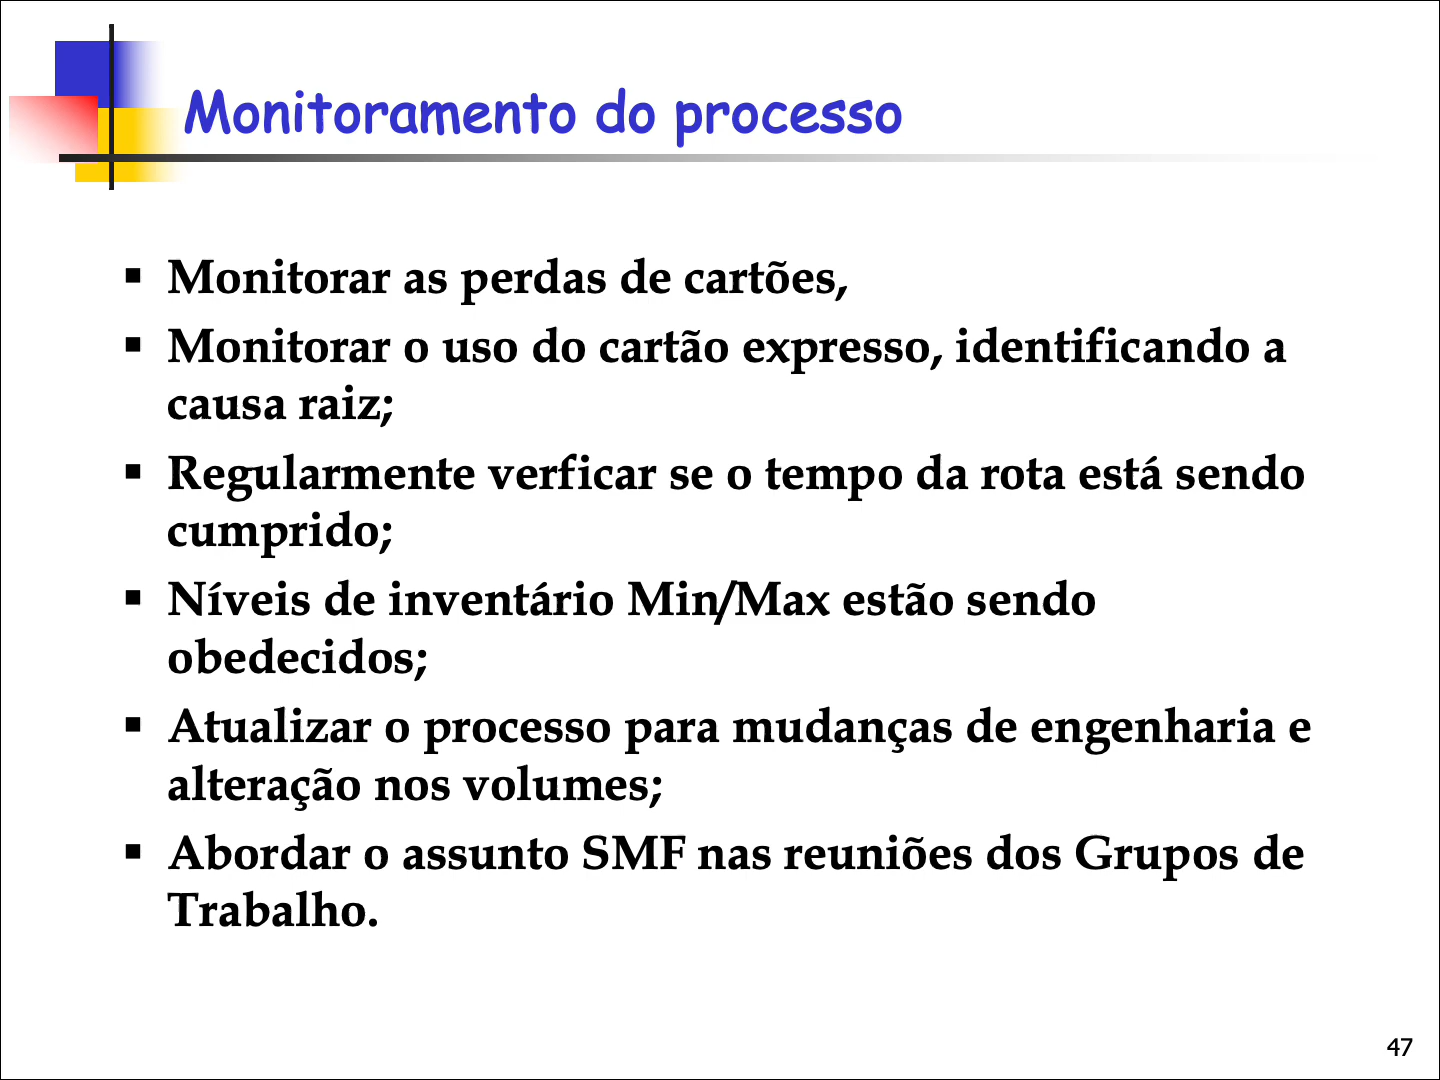 Monitoramento do processo
▪ Monitorar as perdas de cartões,
▪ Monitorar o uso do cartão expresso, identificando a
causa raiz;
▪ Regularmente verficar se o tempo da rota está sendo
cumprido;
▪ Níveis de inventário Min/Max estão sendo
obedecidos;
▪ Atualizar o processo para mudanças de engenharia e
alteração nos volumes;
▪ Abordar o assunto SMF nas reuniões dos Grupos de
Trabalho.
47